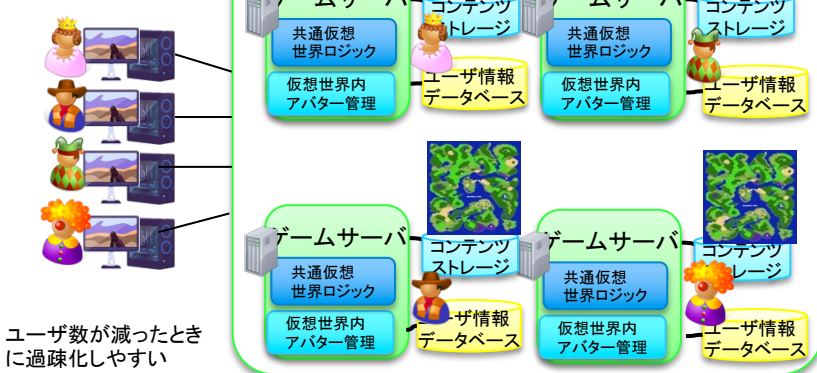 ゲームサーバ
コンテンツ
ストレージ
共通仮想
世界ロジック
仮想世界内
アバター管理
ユーザ情報
データベース
ゲームサーバ
コンテンツ
ストレージ
共通仮想
世界ロジック
仮想世界内
アバター管理
ユーザ情報
データベース
ゲームサーバ
コンテンツ
ストレージ
共通仮想
世界ロジック
仮想世界内
アバター管理
ーザ情報
データベース
ゲームサーバ
コンテンツ
レージ
共通仮想
世界ロジック
仮想世界内
アバター管理
ユーザ情報
データベース
ユーザ数が減ったとき
に過疎化しやすい